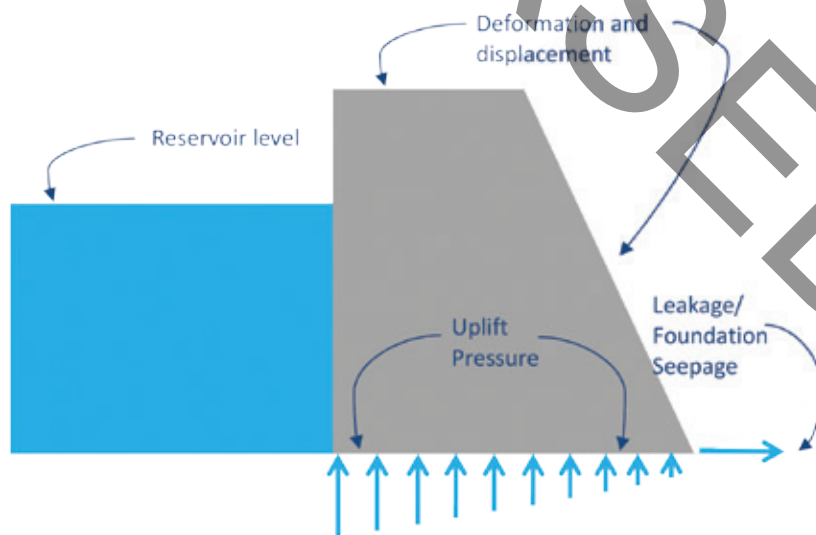 Deformation and
displacement
Reservoir level
Uplift
Pressure
Leakage/
Foundation
Seepage